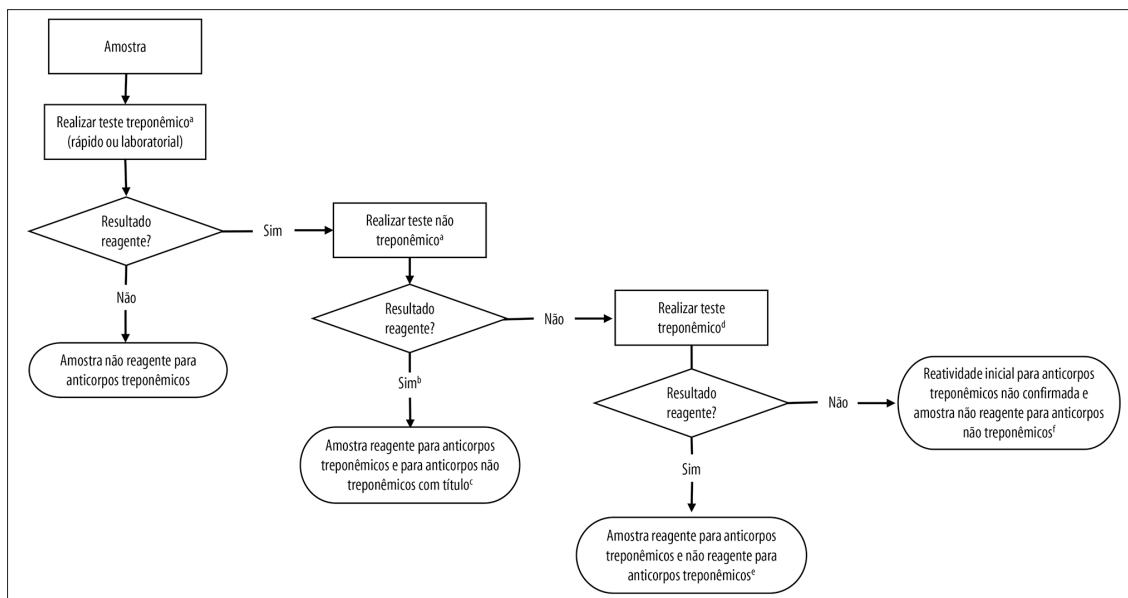 Amostra
Realizar teste treponêmicoᵃ
(rápido ou laboratorial)
Resultado
reagente?
Sim
Não
Amostra não reagente para
anticorpos treponêmicos
Realizar teste não
treponêmicoᵃ
Resultado
reagente?
Não
Simᵇ
Amostra reagente para anticorpos
treponêmicos e para anticorpos não
treponêmicos com títuloᶜ
Realizar teste
treponêmicoᵈ
Resultado
reagente?
Não
Sim
Amostra reagente para anticorpos
treponêmicos e não reagente para
anticorpos treponêmicosᵉ
Reatividade inicial para anticorpos
treponêmicos não confirmada e
amostra não reagente para anticorpos
não treponêmicosᶠ